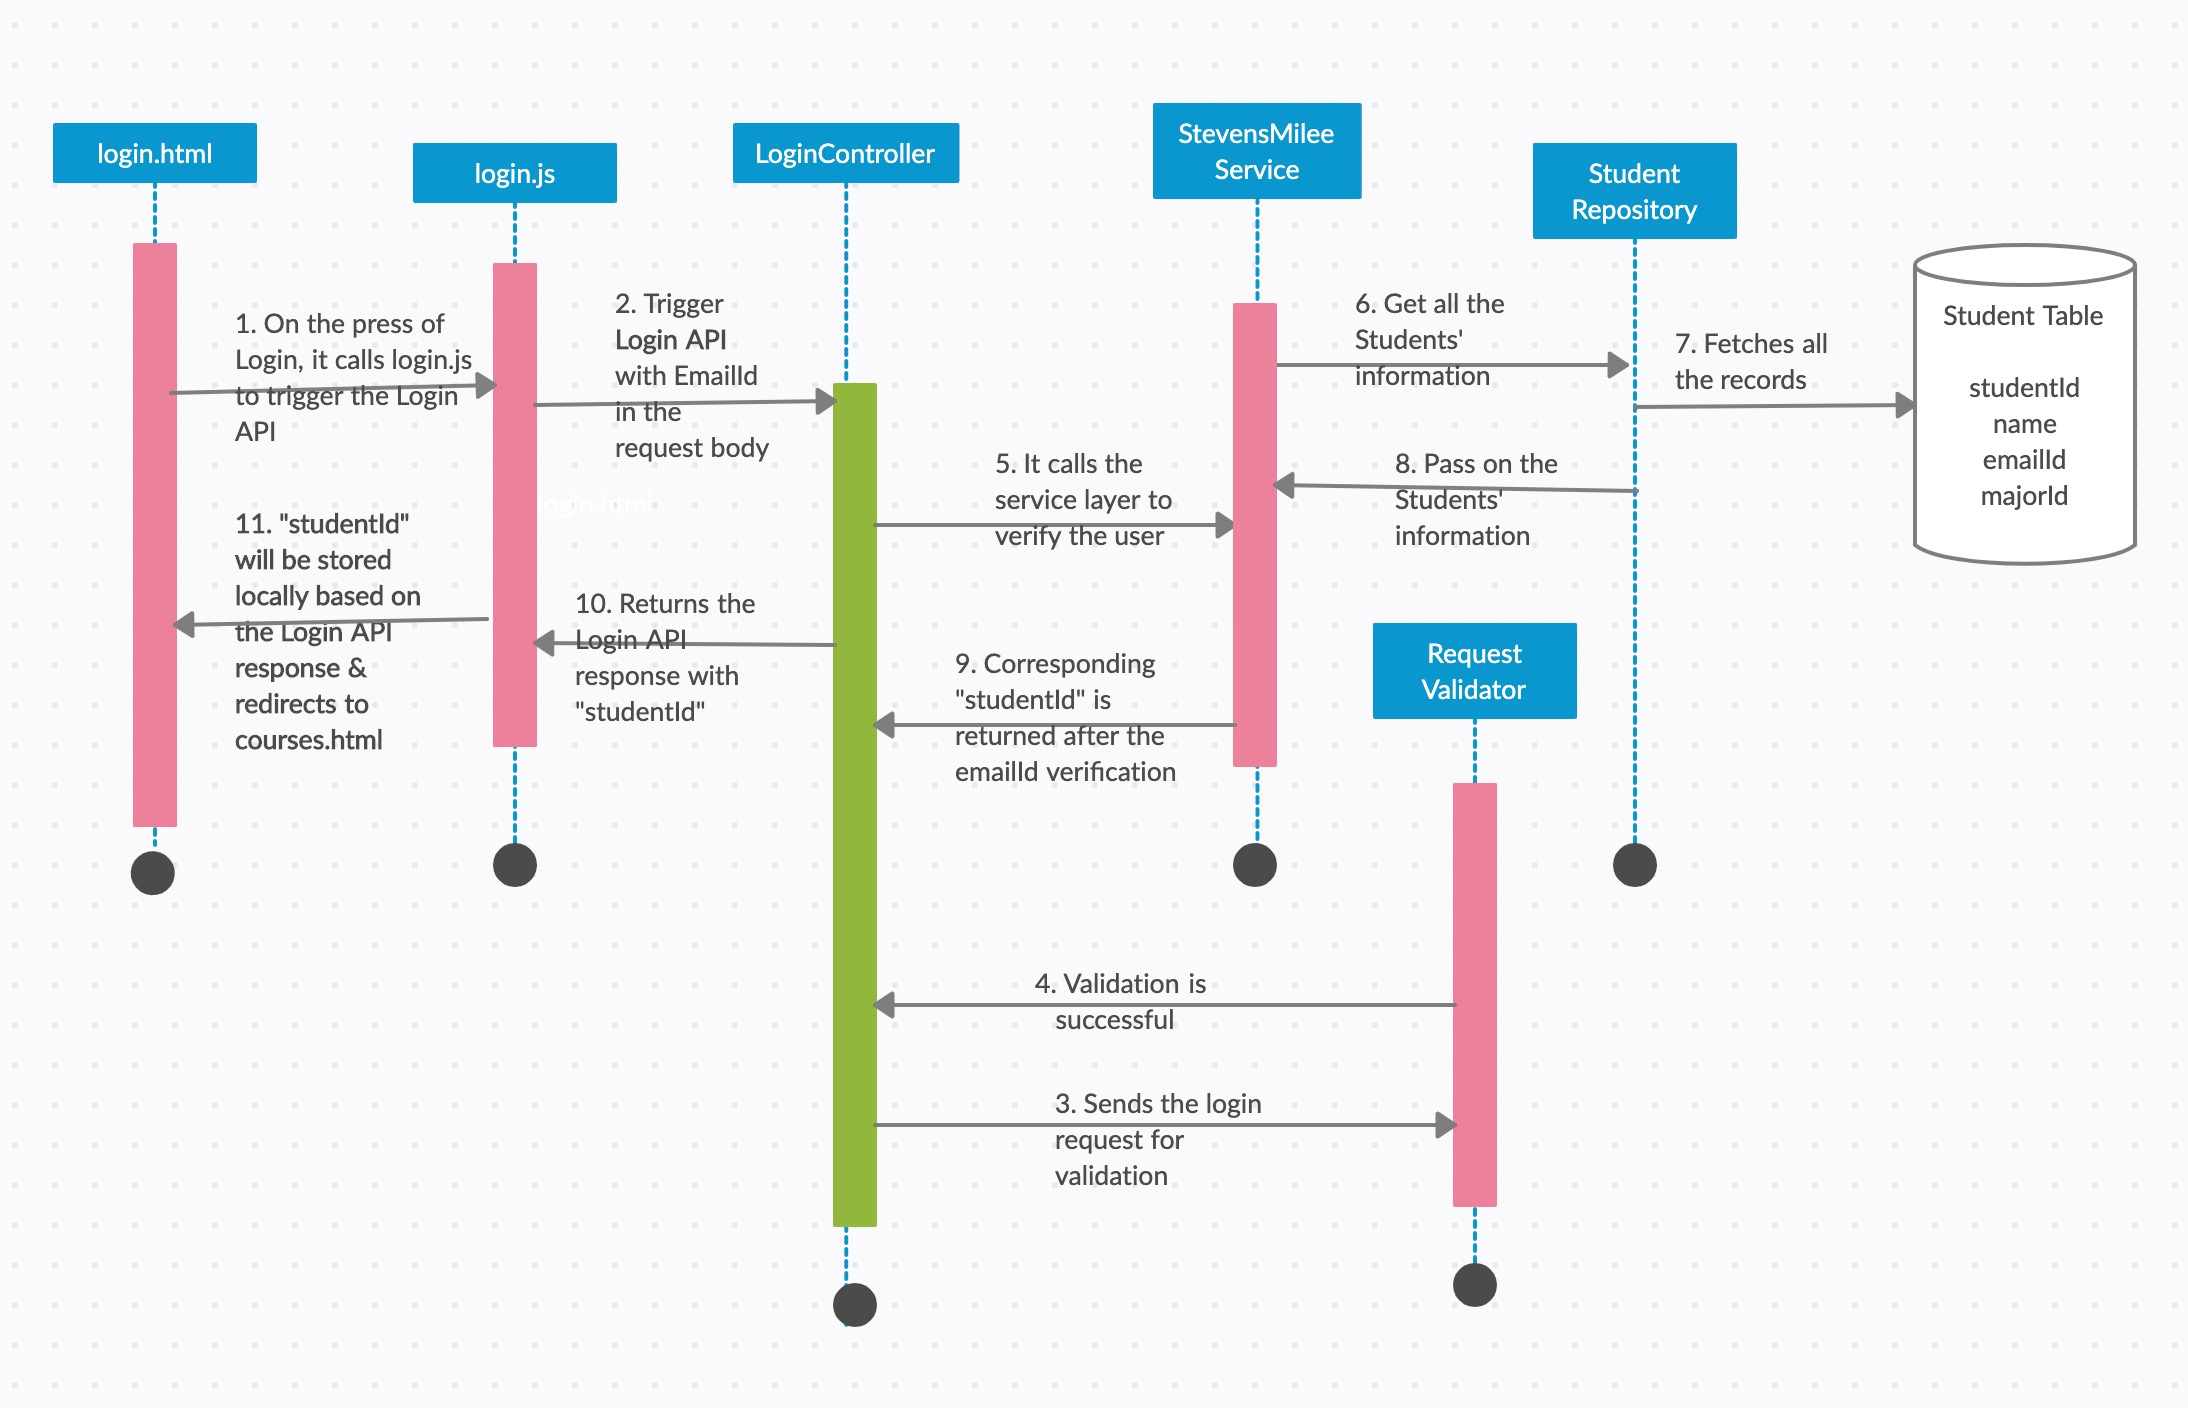 login.html
login.js
LoginController
StevensMilee
Service
Student
Repository
Student Table
studentId
name
emailId
majorId
1. On the press of
Login, it calls login.js
to trigger the Login
API
2. Trigger
Login API
with EmailId
in the
request body
6. Get all the
Students'
information
7. Fetches all
the records
5. It calls the
service layer to
verify the user
8. Pass on the
Students'
information
login.html
11. "studentId"
will be stored
locally based on
the Login API
response &
redirects to
courses.html
10. Returns the
Login API
response with
"studentId"
9. Corresponding
"studentId" is
returned after the
emailId verification
Request
Validator
4. Validation is
successful
3. Sends the login
request for
validation